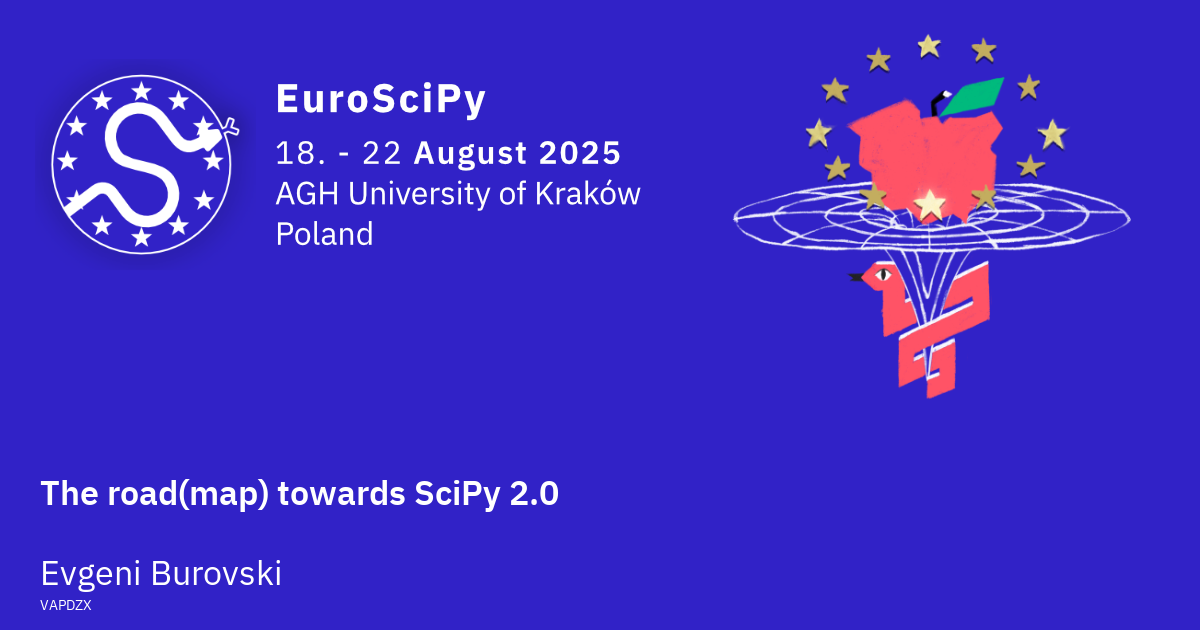 EuroSciPy
18. - 22 August 2025
AGH University of Kraków
Poland
The road(map) towards SciPy 2.0
Evgeni Burovski
VAPDZX